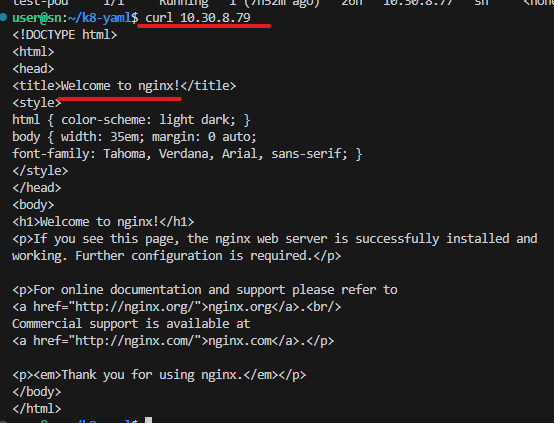 test-pod 1/1 Running 1 (7h52m ago) 26h 10.30.8.77 sn <none
user@sn:~/k8-yaml$ curl 10.30.8.79
<!DOCTYPE html>
<html>
<head>
<title>Welcome to nginx!</title>
<style>
html { color-scheme: light dark; }
body { width: 35em; margin: 0 auto;
font-family: Tahoma, Verdana, Arial, sans-serif; }
</style>
</head>
<body>
<h1>Welcome to nginx!</h1>
<p>If you see this page, the nginx web server is successfully installed and
working. Further configuration is required.</p>

<p>For online documentation and support please refer to
<a href="http://nginx.org/">nginx.org</a>.<br/>
Commercial support is available at
<a href="http://nginx.com/">nginx.com</a>.</p>

<p><em>Thank you for using nginx.</em></p>
</body>
</html>
user@sn:~/k8-yaml$